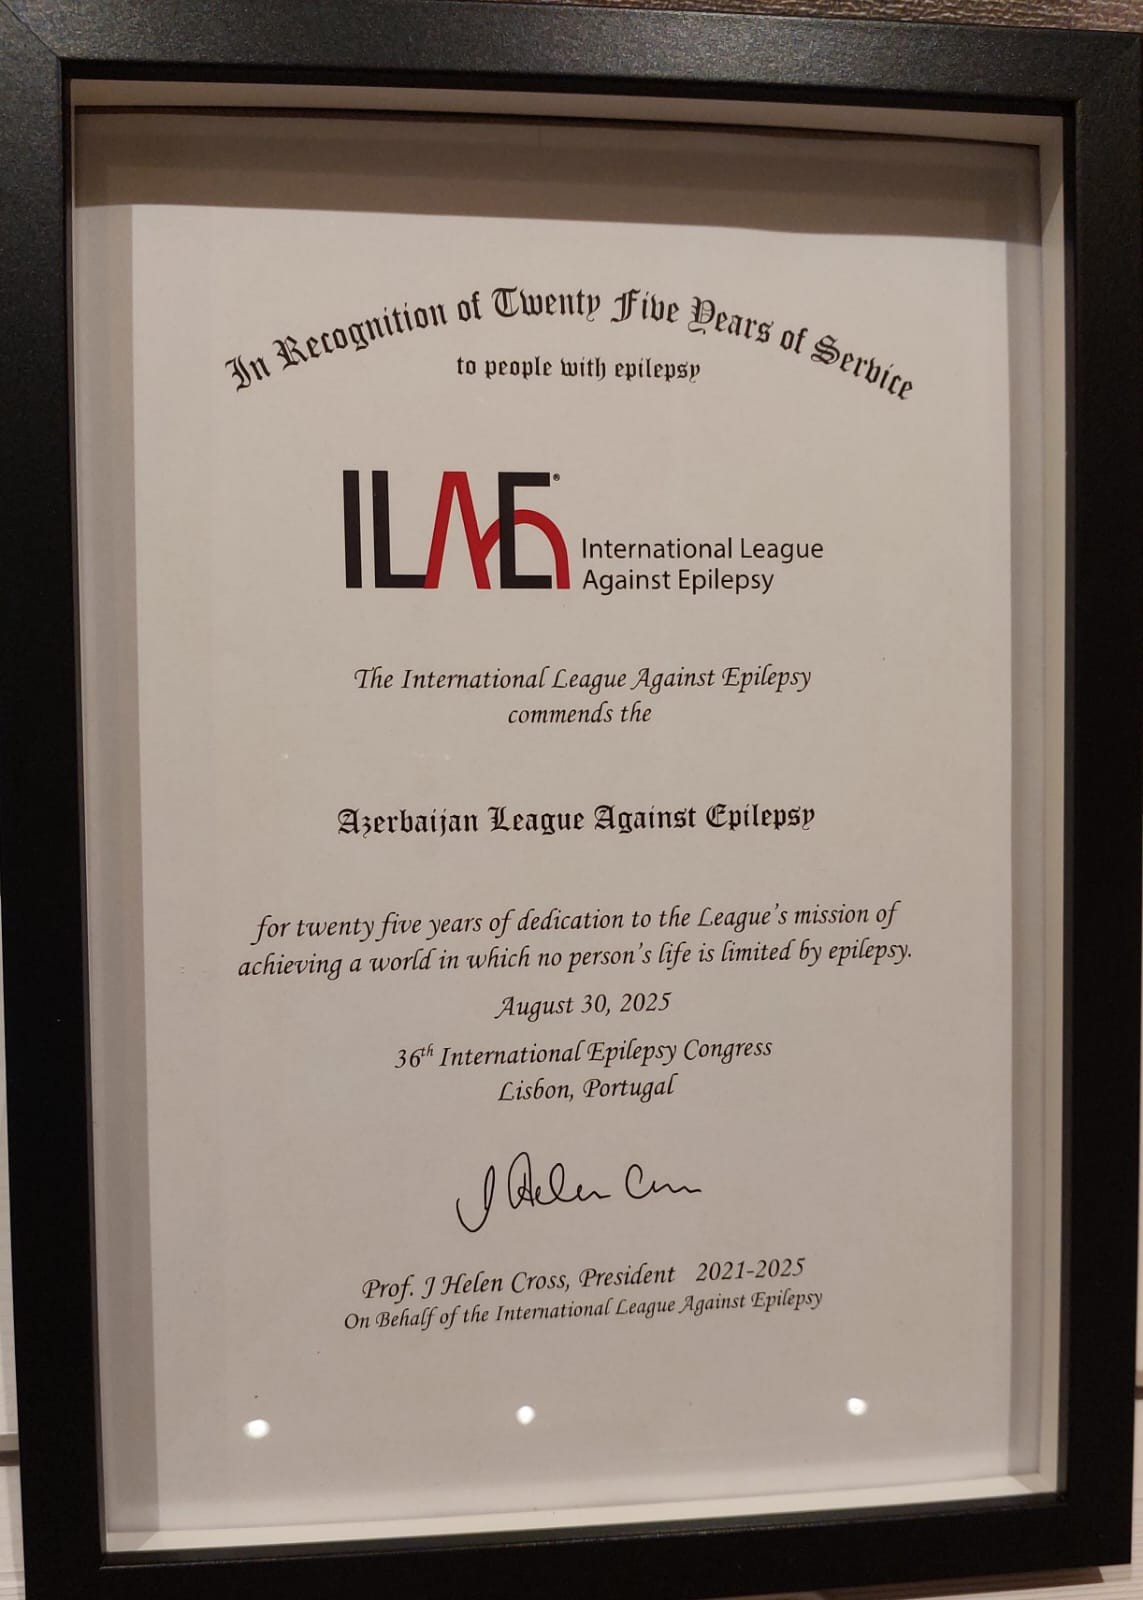 In Recognition of Twenty Five Years of Service
to people with epilepsy
ILAE®
International League
Against Epilepsy
The International League Against Epilepsy
commends the
Azerbaijan League Against Epilepsy
for twenty five years of dedication to the League's mission of
achieving a world in which no person's life is limited by epilepsy.
August 30, 2025
36th International Epilepsy Congress
Lisbon, Portugal
J Helen Cross
Prof. J Helen Cross, President 2021-2025
On Behalf of the International League Against Epilepsy